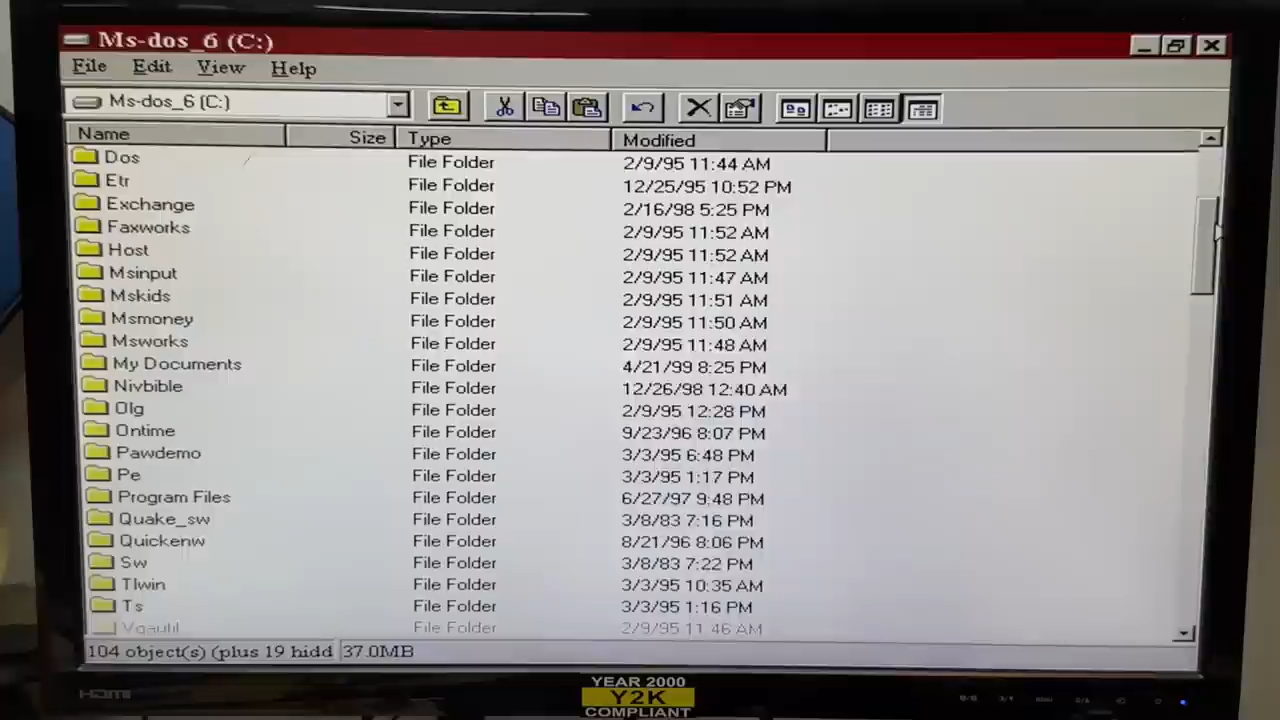 Ms-dos_6 (C:)
File Edit View Help
Ms-dos_6 (C:)
Name Size Type Modified
Dos File Folder 2/9/95 11:44 AM
Etr File Folder 12/25/95 10:52 PM
Exchange File Folder 2/16/98 5:25 PM
Faxworks File Folder 2/9/95 11:52 AM
Host File Folder 2/9/95 11:52 AM
Msinput File Folder 2/9/95 11:47 AM
Mskids File Folder 2/9/95 11:51 AM
Msmoney File Folder 2/9/95 11:50 AM
Msworks File Folder 2/9/95 11:48 AM
My Documents File Folder 4/21/99 8:25 PM
Nivbible File Folder 12/26/98 12:40 AM
Olg File Folder 2/9/95 12:28 PM
Ontime File Folder 9/23/96 8:07 PM
Pawdemo File Folder 3/3/95 6:48 PM
Pe File Folder 3/3/95 1:17 PM
Program Files File Folder 6/27/97 9:48 PM
Quake_sw File Folder 3/8/83 7:16 PM
Quickenw File Folder 8/21/96 8:06 PM
Sw File Folder 3/8/83 7:22 PM
Tlwin File Folder 3/3/95 10:35 AM
Ts File Folder 3/3/95 1:16 PM
Vgautil File Folder 2/9/95 11:46 AM
104 object(s) (plus 19 hidd 37.0MB
HDMI
YEAR 2000
Y2K
COMPLIANT